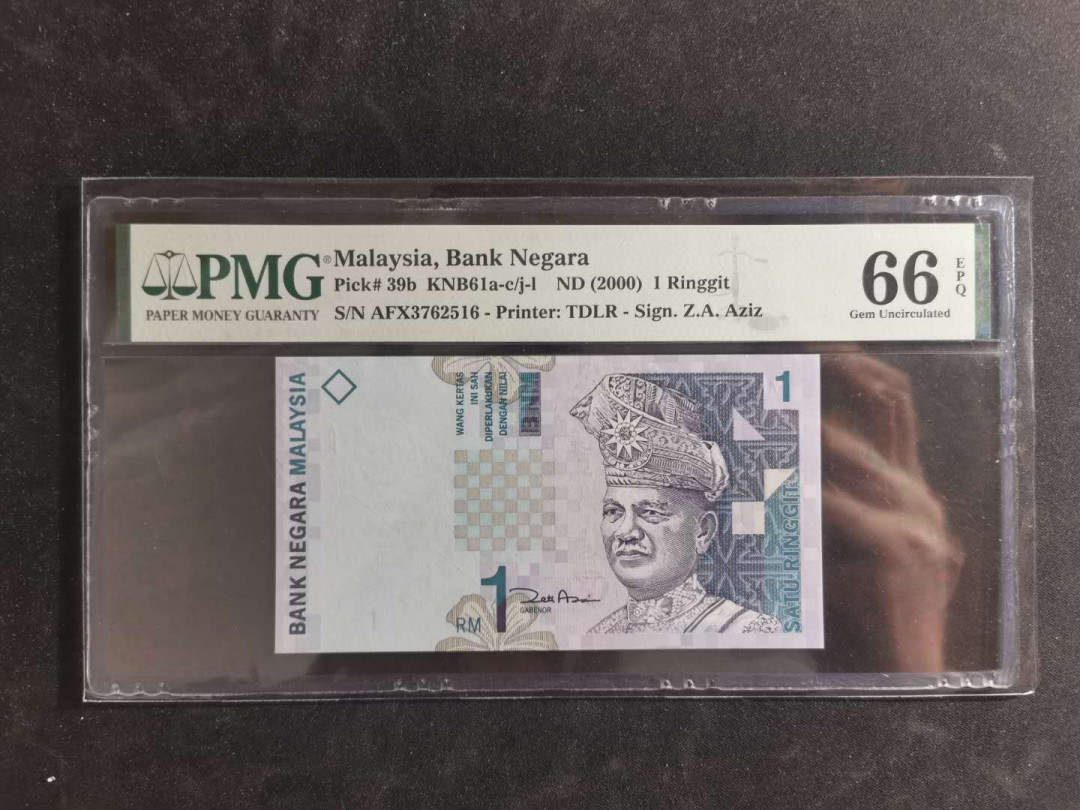 PMG®
PAPER MONEY GUARANTY
Malaysia, Bank Negara
Pick# 39b KNB61a-c/j-l ND (2000) 1 Ringgit
S/N AFX3762516 - Printer: TDLR - Sign. Z.A. Aziz
66
EPQ
Gem Uncirculated
BANK NEGARA MALAYSIA
WANG KERTAS
INI SAH
DIPERLAKUKAN
DENGAN NILAI
1
RM 1
GABENOR
SATU RINGGIT